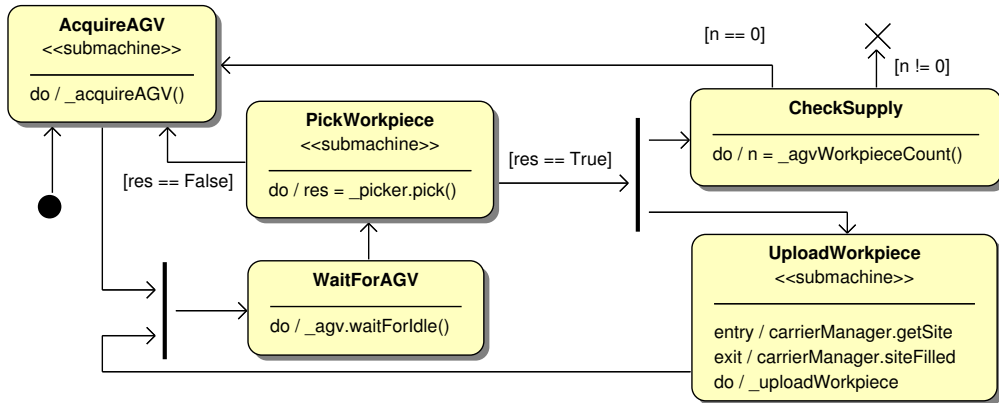 AcquireAGV
<<submachine>>
do / _acquireAGV()
[n == 0]
[n != 0]
CheckSupply
do / n = _agvWorkpieceCount()
PickWorkpiece
<<submachine>>
do / res = _picker.pick()
[res == False]
[res == True]
WaitForAGV
do / _agv.waitForIdle()
UploadWorkpiece
<<submachine>>
entry / carrierManager.getSite
exit / carrierManager.siteFilled
do / _uploadWorkpiece